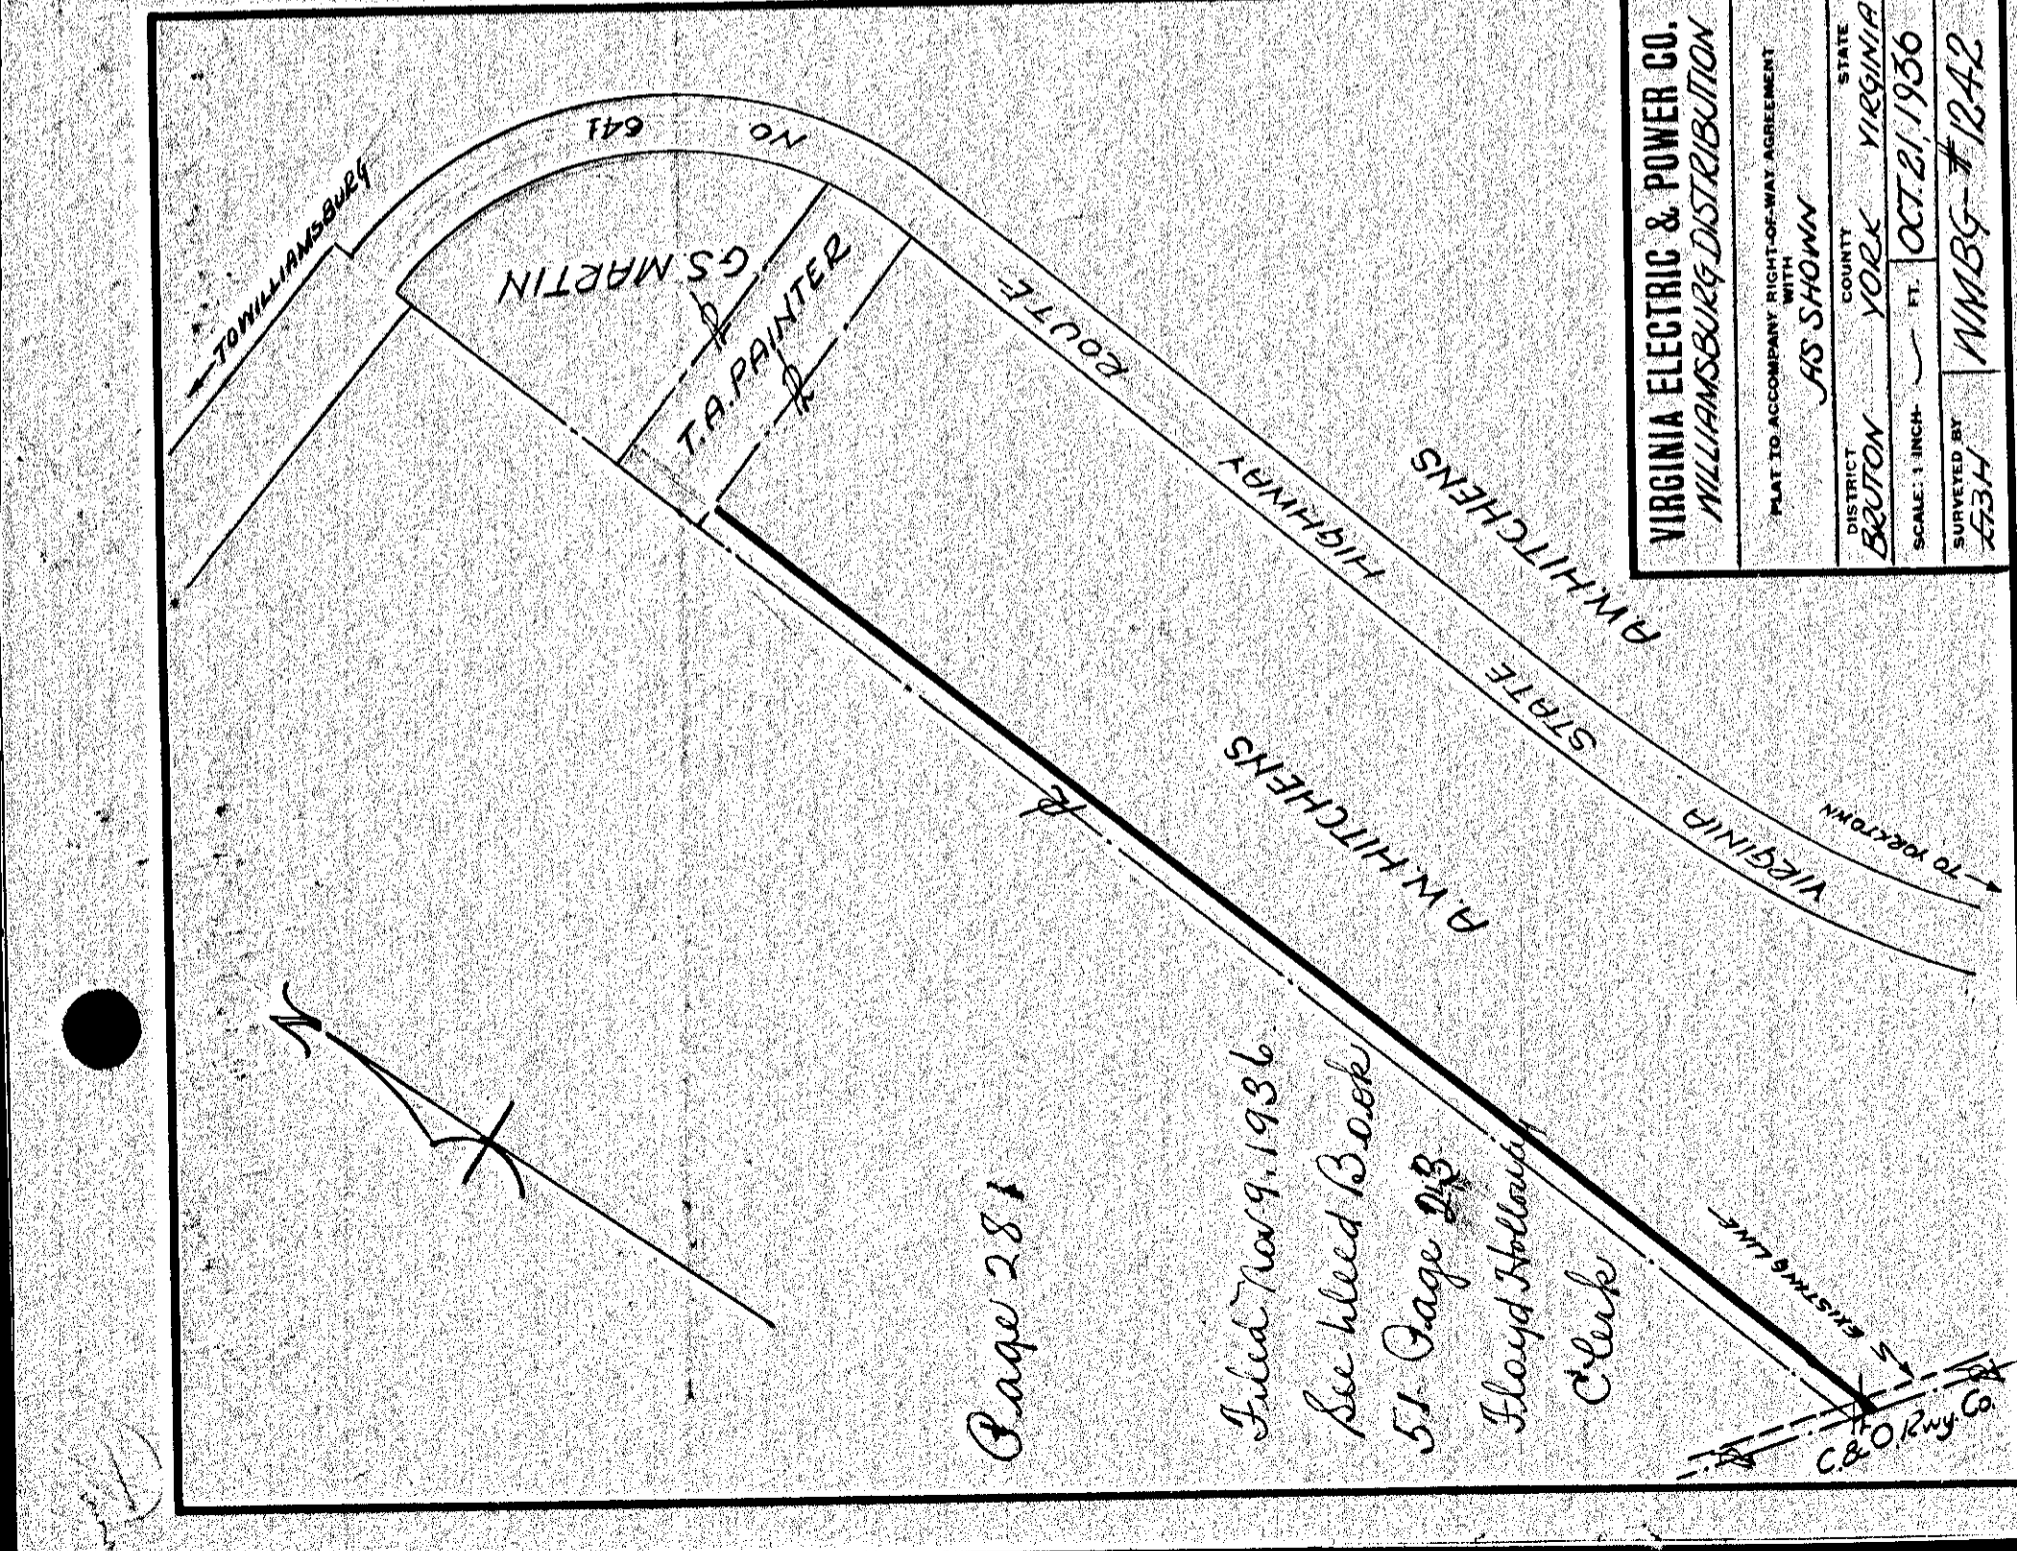 VIRGINIA ELECTRIC & POWER CO.
WILLIAMSBURG DISTRIBUTION
PLAT TO ACCOMPANY RIGHT-OF-WAY AGREEMENT
WITH
AS SHOWN
DISTRICT COUNTY STATE
BRUTON YORK VIRGINIA
SCALE: 1 INCH- FT. OCT. 21, 1936
SURVEYED BY
WMBG-#1242
TO WILLIAMSBURG
VIRGINIA STATE HIGHWAY ROUTE NO 641
G.S. MARTIN
T.A. PAINTER
A.W. HITCHENS
A.W. HITCHENS
TO YORKTOWN
EXISTING LINE
C.&O. Rwy. Co.
N
Page 281
Filed Nov 9, 1936.
See Deed Book
51 Page
Floyd Holloway
Clerk